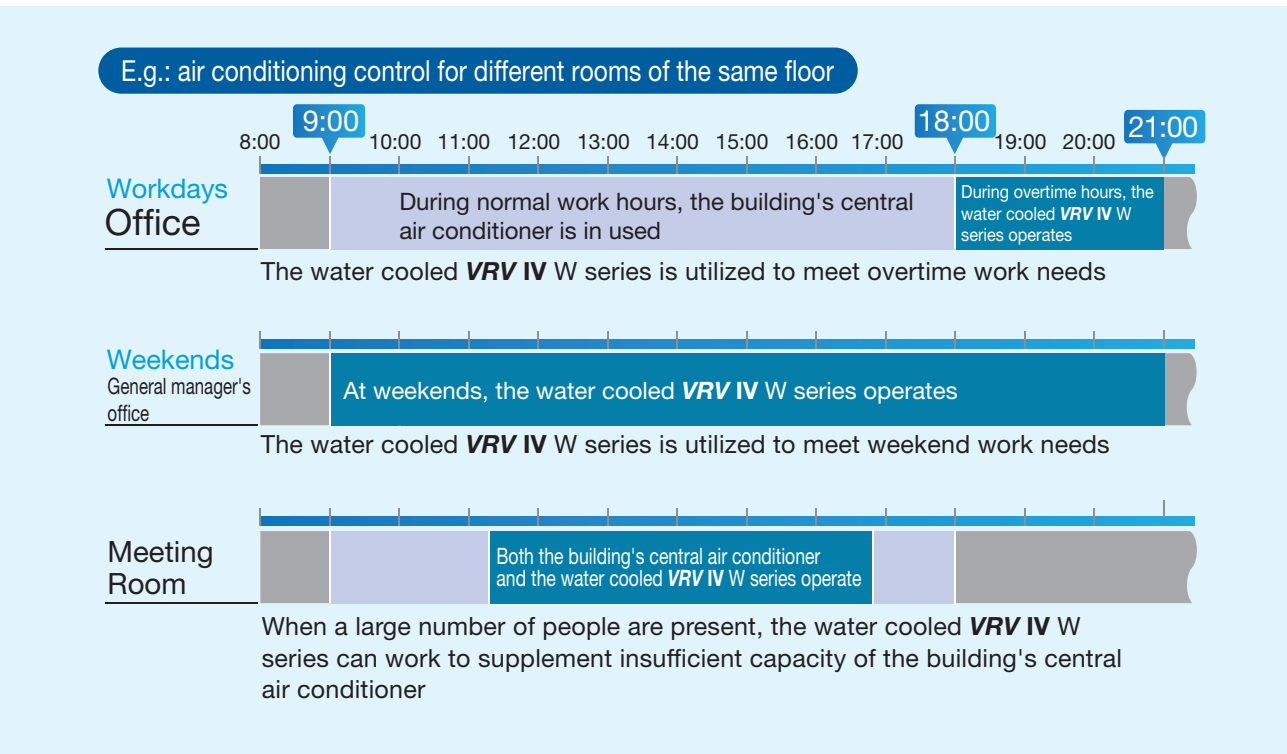 E.g.: air conditioning control for different rooms of the same floor
8:00 9:00 10:00 11:00 12:00 13:00 14:00 15:00 16:00 17:00 18:00 19:00 20:00 21:00
Workdays
Office
During normal work hours, the building's central
air conditioner is in used
During overtime hours, the
water cooled VRV IV W
series operates
The water cooled VRV IV W series is utilized to meet overtime work needs
Weekends
General manager's
office
At weekends, the water cooled VRV IV W series operates
The water cooled VRV IV W series is utilized to meet weekend work needs
Meeting
Room
Both the building's central air conditioner
and the water cooled VRV IV W series operate
When a large number of people are present, the water cooled VRV IV W
series can work to supplement insufficient capacity of the building's central
air conditioner